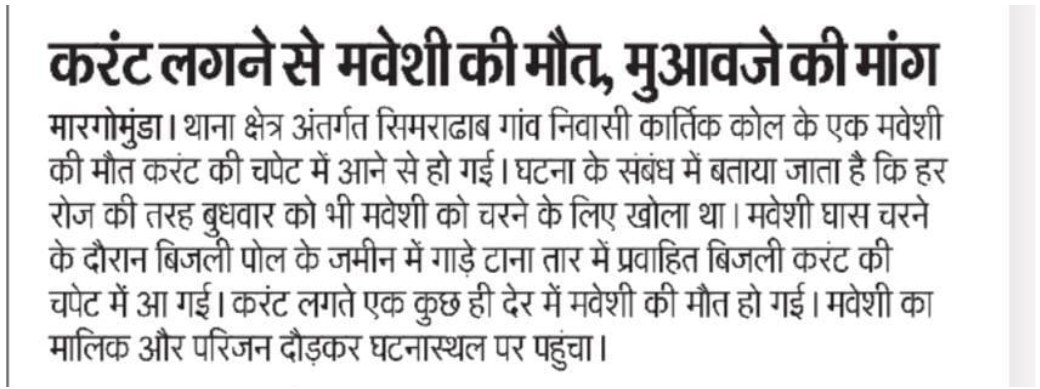 करंट लगने से मवेशी की मौत, मुआवजे की मांग
मारगोमुंडा। थाना क्षेत्र अंतर्गत सिमराढाब गांव निवासी कार्तिक कोल के एक मवेशी
की मौत करंट की चपेट में आने से हो गई। घटना के संबंध में बताया जाता है कि हर
रोज की तरह बुधवार को भी मवेशी को चरने के लिए खोला था। मवेशी घास चरने
के दौरान बिजली पोल के जमीन में गाड़े टाना तार में प्रवाहित बिजली करंट की
चपेट में आ गई। करंट लगते एक कुछ ही देर में मवेशी की मौत हो गई। मवेशी का
मालिक और परिजन दौड़कर घटनास्थल पर पहुंचा।